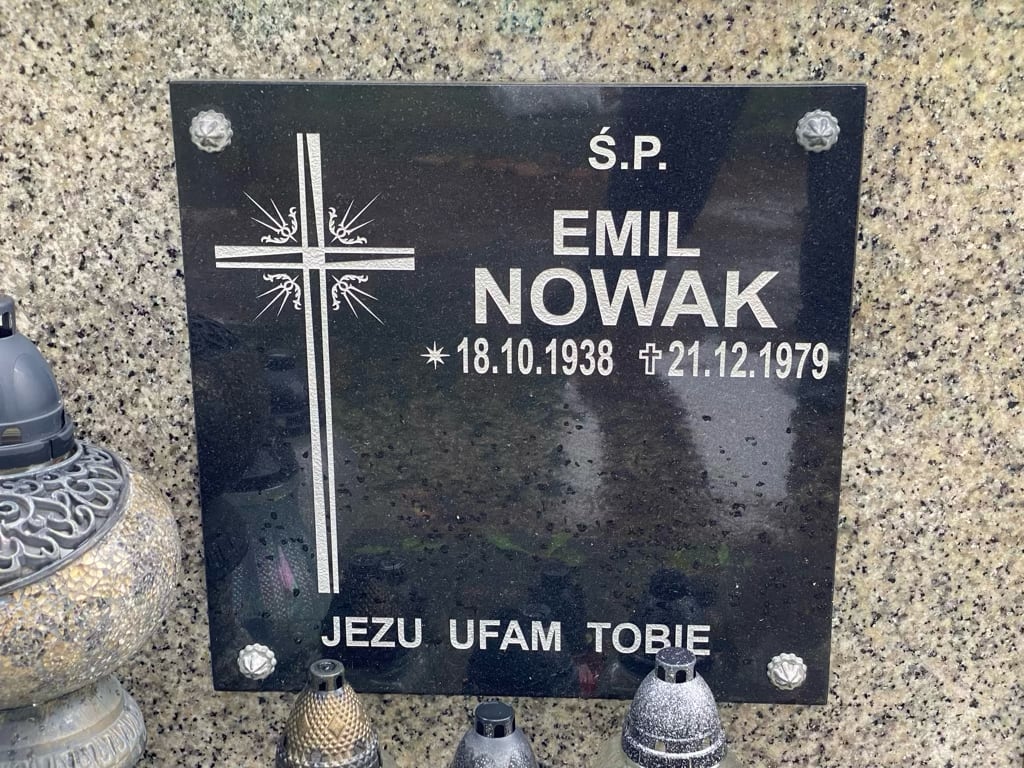 Ś.P.
EMIL
NOWAK
18.10.1938 21.12.1979
JEZU UFAM TOBIE